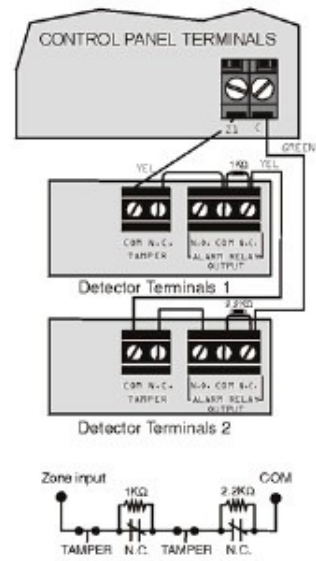 CONTROL PANEL TERMINALS
Z1 C
GREEN
YEL 1KΩ YEL
COM N.C. N.O. COM N.C.
TAMPER ALARM RELAY
OUTPUT
Detector Terminals 1
2.2KΩ
COM N.C. N.O. COM N.C.
TAMPER ALARM RELAY
OUTPUT
Detector Terminals 2
Zone input COM
1KΩ 2.2KΩ
TAMPER N.C. TAMPER N.C.